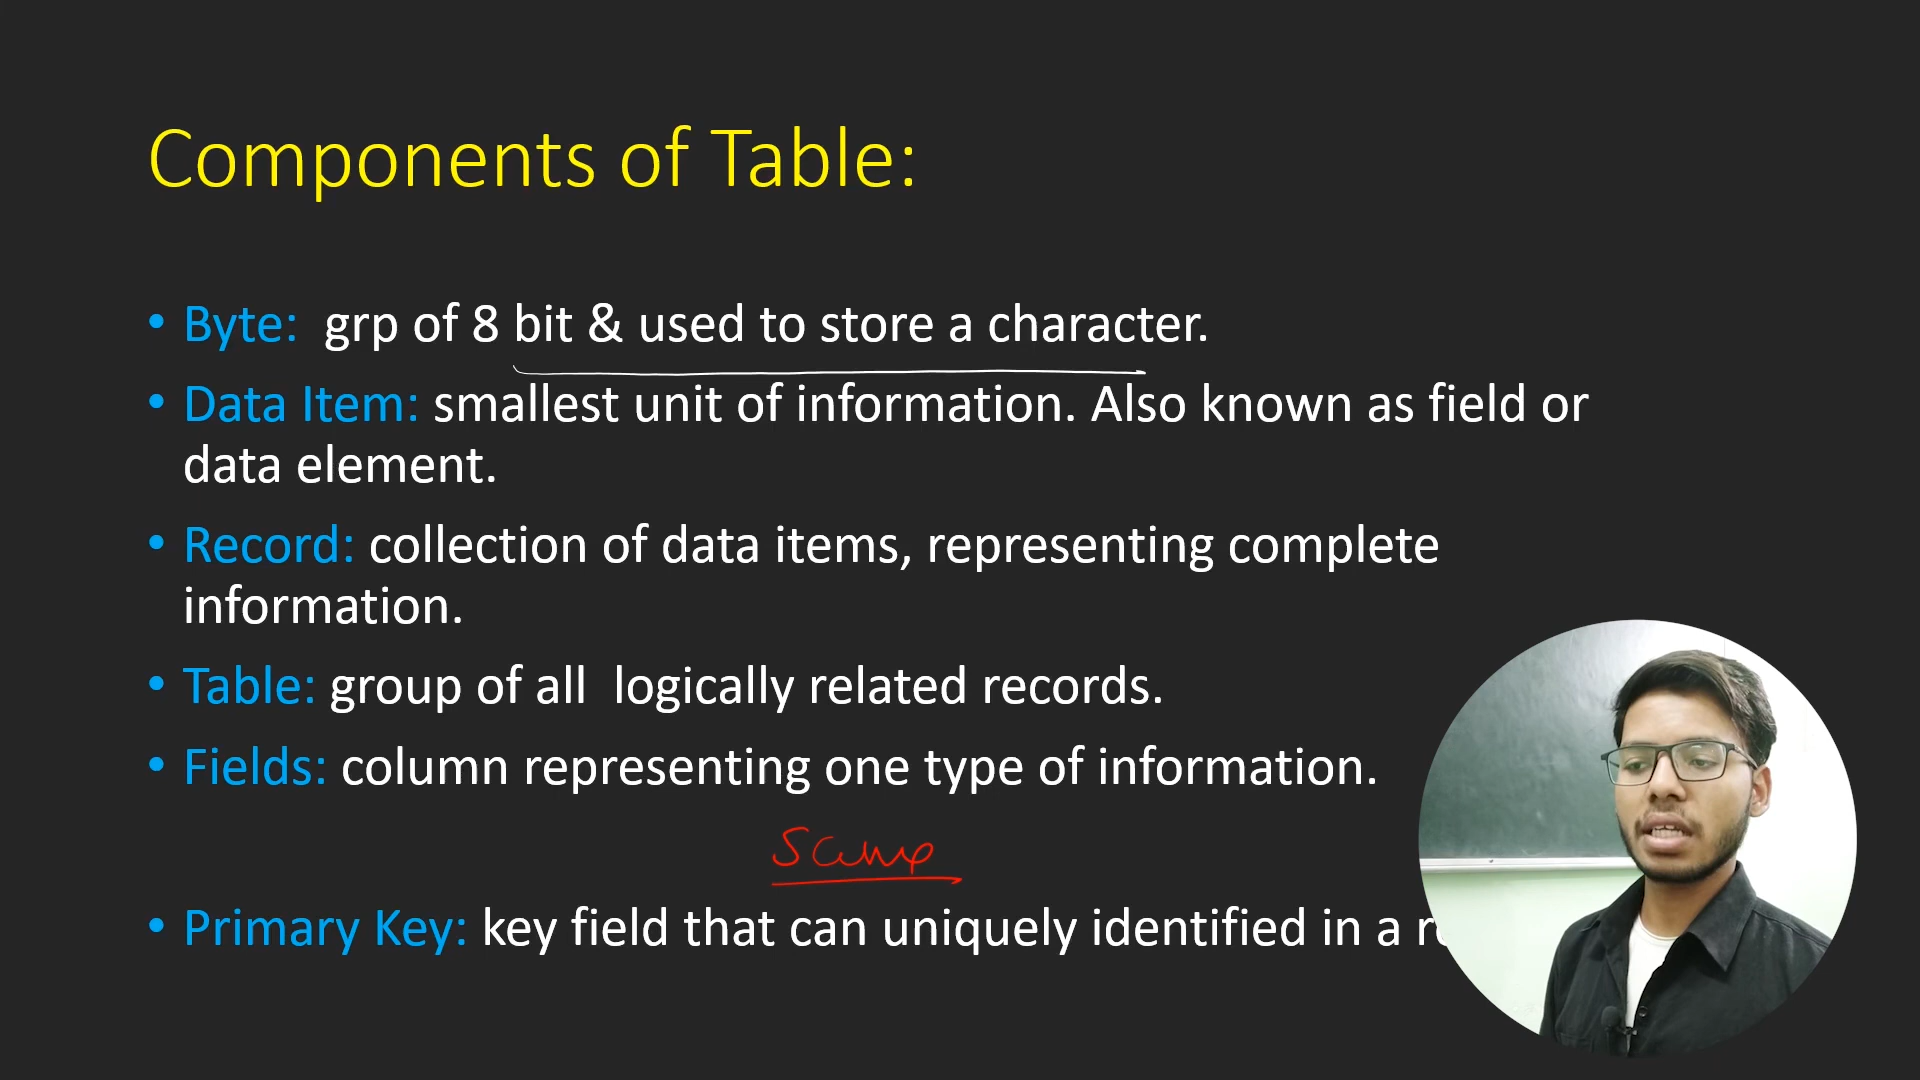 Components of Table:
• Byte: grp of 8 bit & used to store a character.
• Data Item: smallest unit of information. Also known as field or
data element.
• Record: collection of data items, representing complete
information.
• Table: group of all logically related records.
• Fields: column representing one type of information.
• Primary Key: key field that can uniquely identified in a